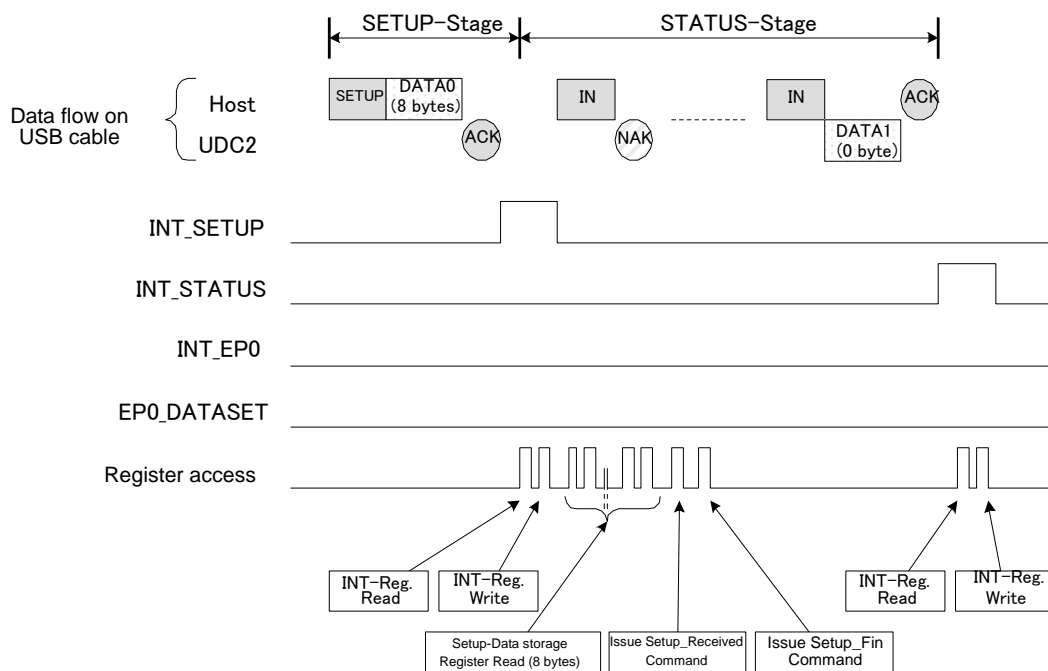 SETUP-Stage
STATUS-Stage
Data flow on
USB cable
Host
UDC2
SETUP
DATA0
(8 bytes)
ACK
IN
NAK
IN
DATA1
(0 byte)
ACK
INT_SETUP
INT_STATUS
INT_EP0
EP0_DATASET
Register access
INT-Reg.
Read
INT-Reg.
Write
INT-Reg.
Read
INT-Reg.
Write
Setup-Data storage
Register Read (8 bytes)
Issue Setup_Received
Command
Issue Setup_Fin
Command